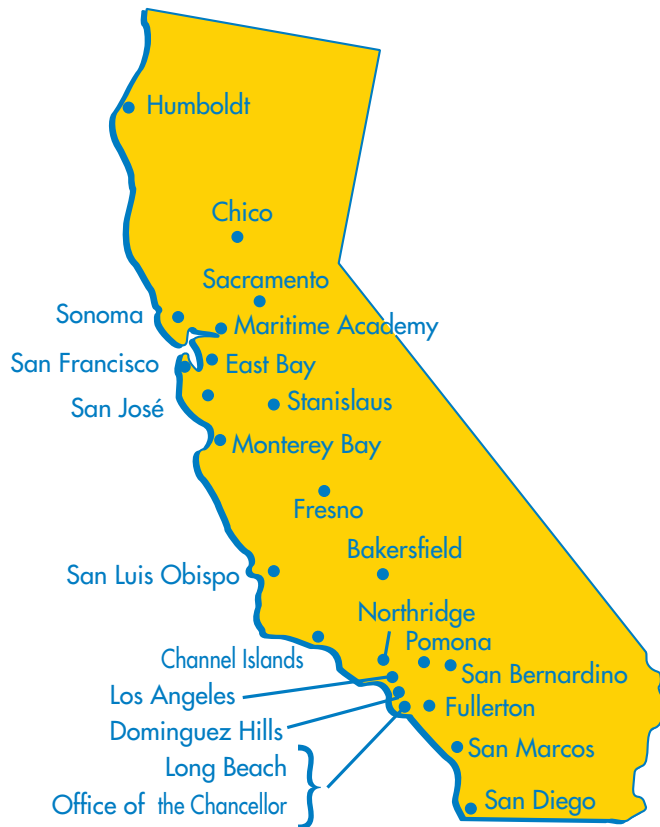 Humboldt
Chico
Sacramento
Sonoma
Maritime Academy
San Francisco
East Bay
San José
Stanislaus
Monterey Bay
Fresno
Bakersfield
San Luis Obispo
Northridge
Pomona
Channel Islands
San Bernardino
Los Angeles
Fullerton
Dominguez Hills
San Marcos
Long Beach
Office of the Chancellor
San Diego